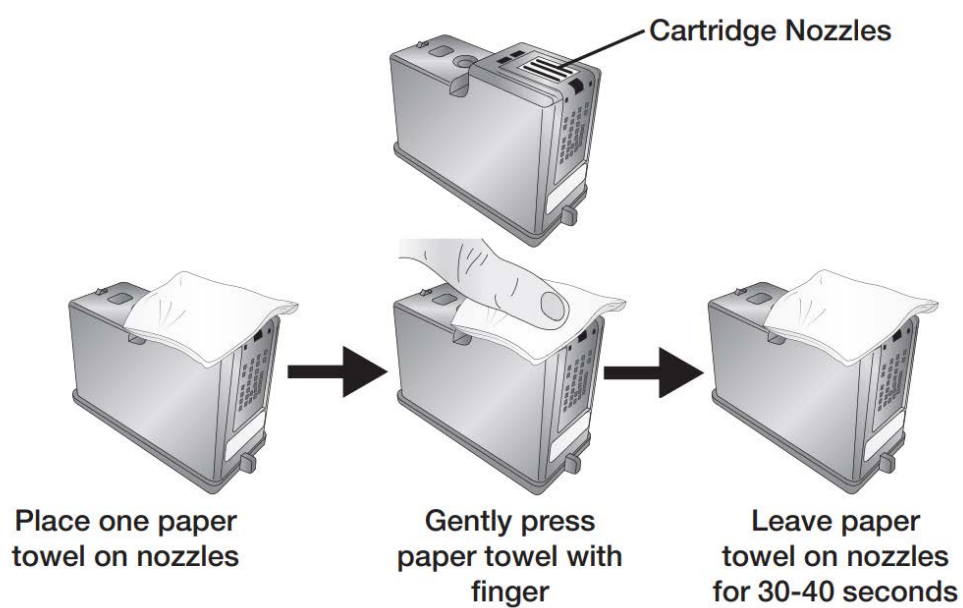 Cartridge Nozzles
Place one paper
towel on nozzles
Gently press
paper towel with
finger
Leave paper
towel on nozzles
for 30-40 seconds